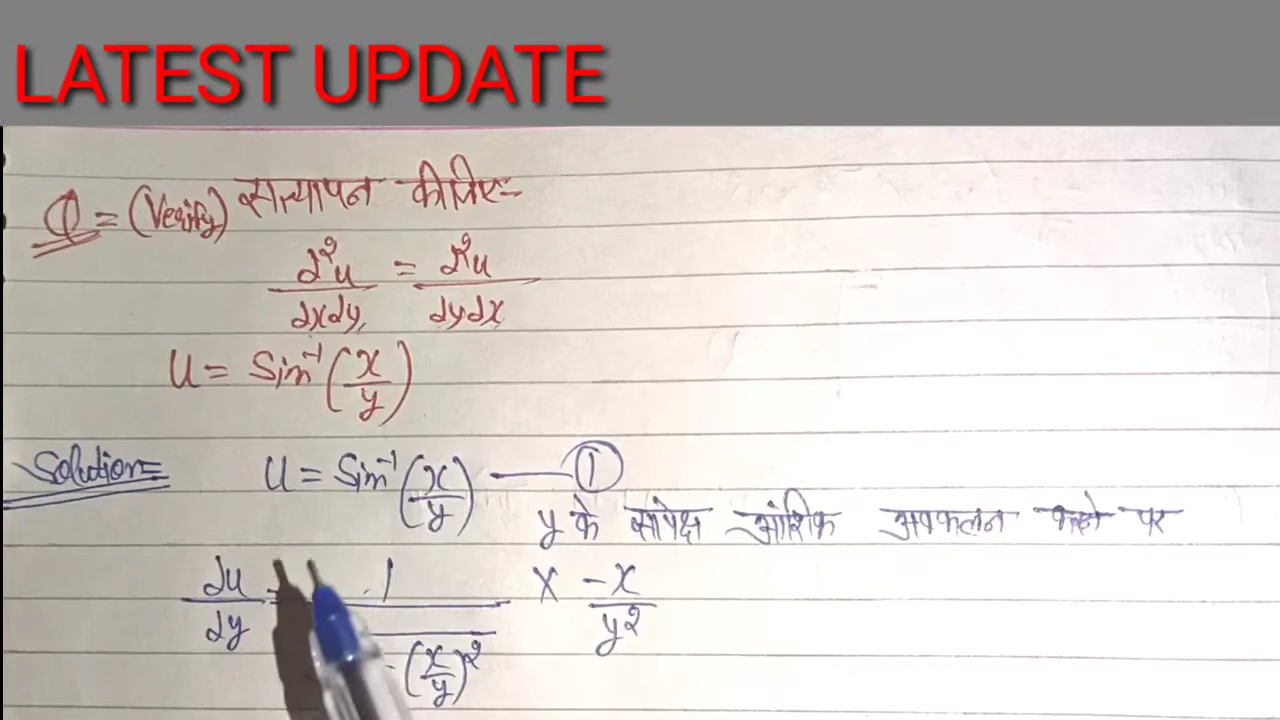 LATEST UPDATE
Q = (Verify) सत्यापन कीजिए-
∂²u/∂x∂y = ∂²u/∂y∂x
U = Sin⁻¹(x/y)
Solution= U = Sin⁻¹(x/y) —— ①
y के सापेक्ष आंशिक अवकलन करने पर
∂u/∂y = 1/√ -(x/y)² X -x/y²